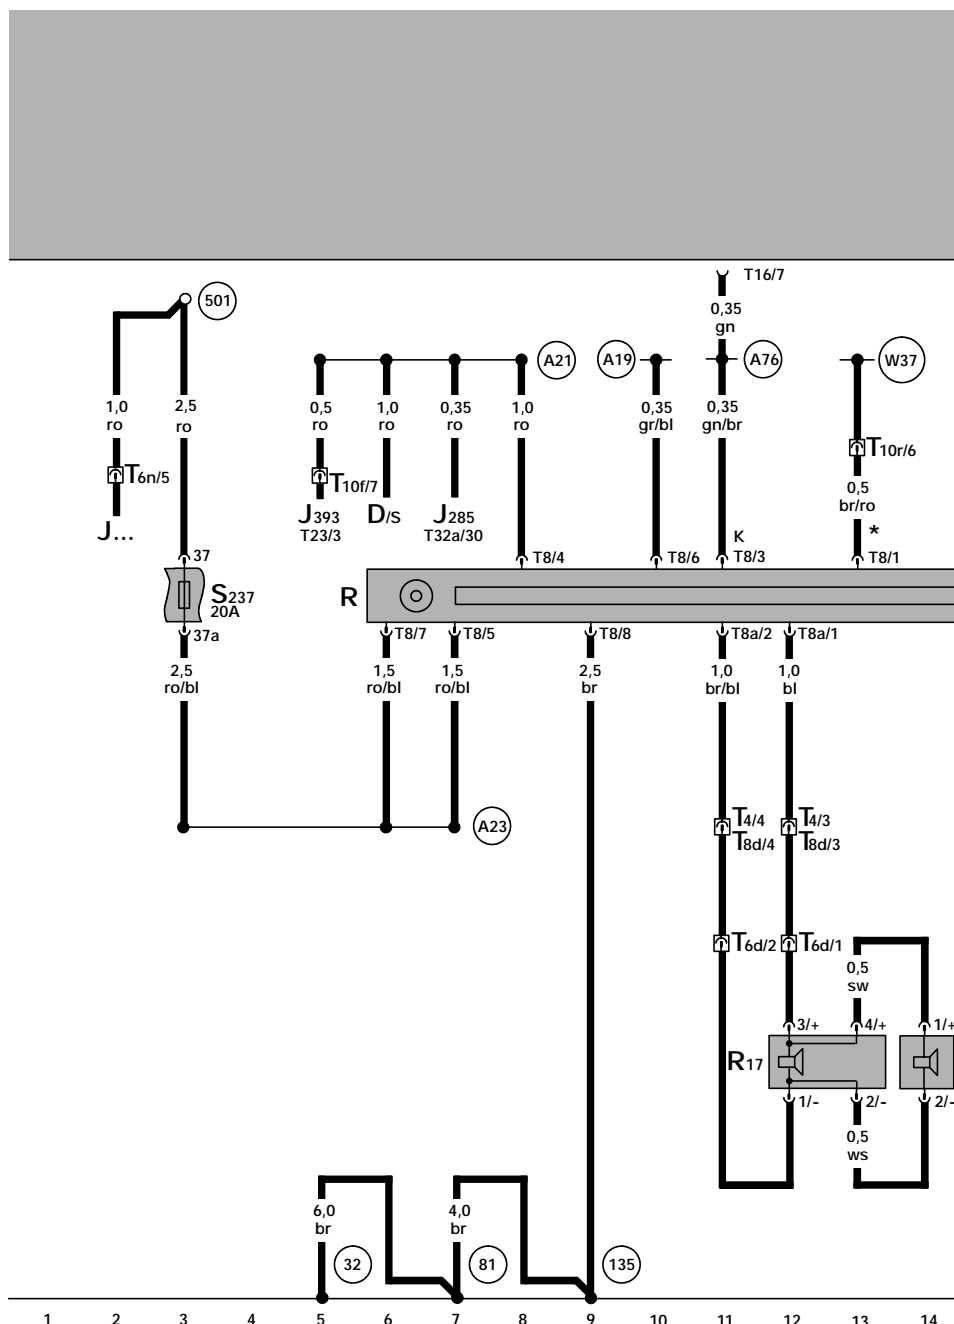 T16/7
0,35
gn
501
A21
A19
A76
W37
1,0
ro
2,5
ro
0,5
ro
1,0
ro
0,35
ro
1,0
ro
0,35
gr/bl
0,35
gn/br
T10r/6
T6n/5
T10f/7
0,5
br/ro
*
J...
J393
T23/3
D/S
J285
T32a/30
K
37
T8/4
T8/6
T8/3
T8/1
S237
20A
R
37a
T8/7
T8/5
T8/8
T8a/2
T8a/1
2,5
ro/bl
1,5
ro/bl
1,5
ro/bl
2,5
br
1,0
br/bl
1,0
bl
A23
T4/4
T8d/4
T4/3
T8d/3
T6d/2
T6d/1
0,5
sw
3/+
4/+
1/+
R17
1/-
2/-
2/-
0,5
ws
6,0
br
4,0
br
32
81
135
1 2 3 4 5 6 7 8 9 10 11 12 13 14